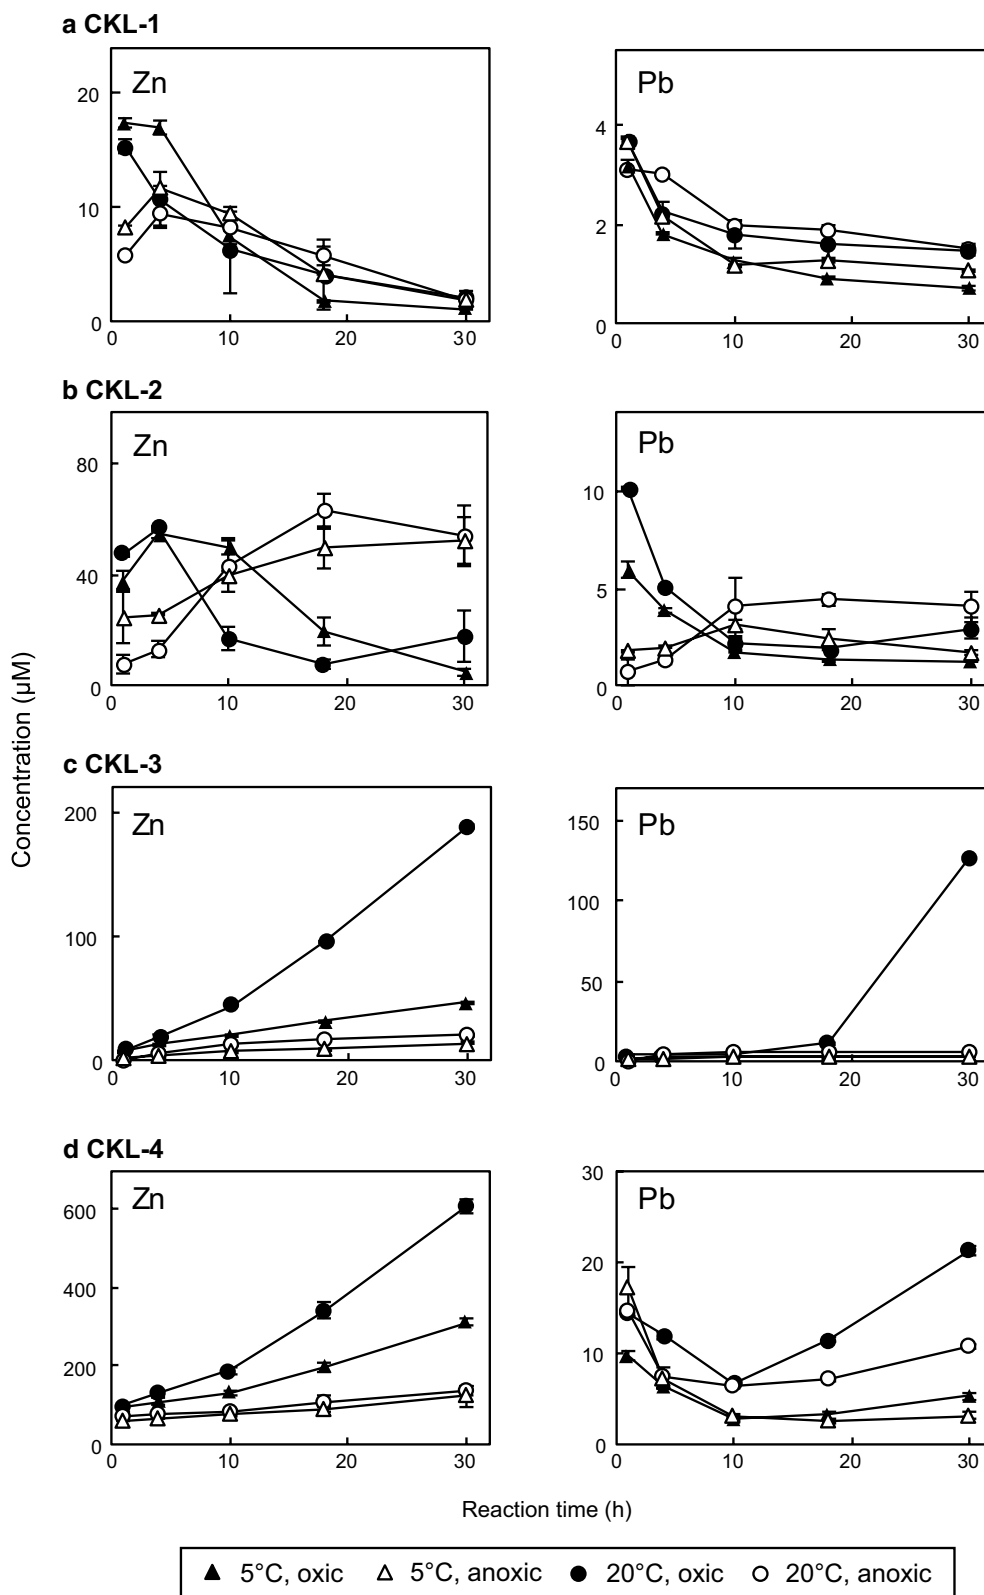 a CKL-1
Zn
20
10
0
0 10 20 30
Pb
4
2
0
0 10 20 30
b CKL-2
Zn
80
40
0
0 10 20 30
Pb
10
5
0
0 10 20 30
c CKL-3
Zn
200
100
0
0 10 20 30
Pb
150
100
50
0
0 10 20 30
d CKL-4
Zn
600
400
200
0
0 10 20 30
Pb
30
20
10
0
0 10 20 30
Concentration (µM)
Reaction time (h)
5°C, oxic 5°C, anoxic 20°C, oxic 20°C, anoxic